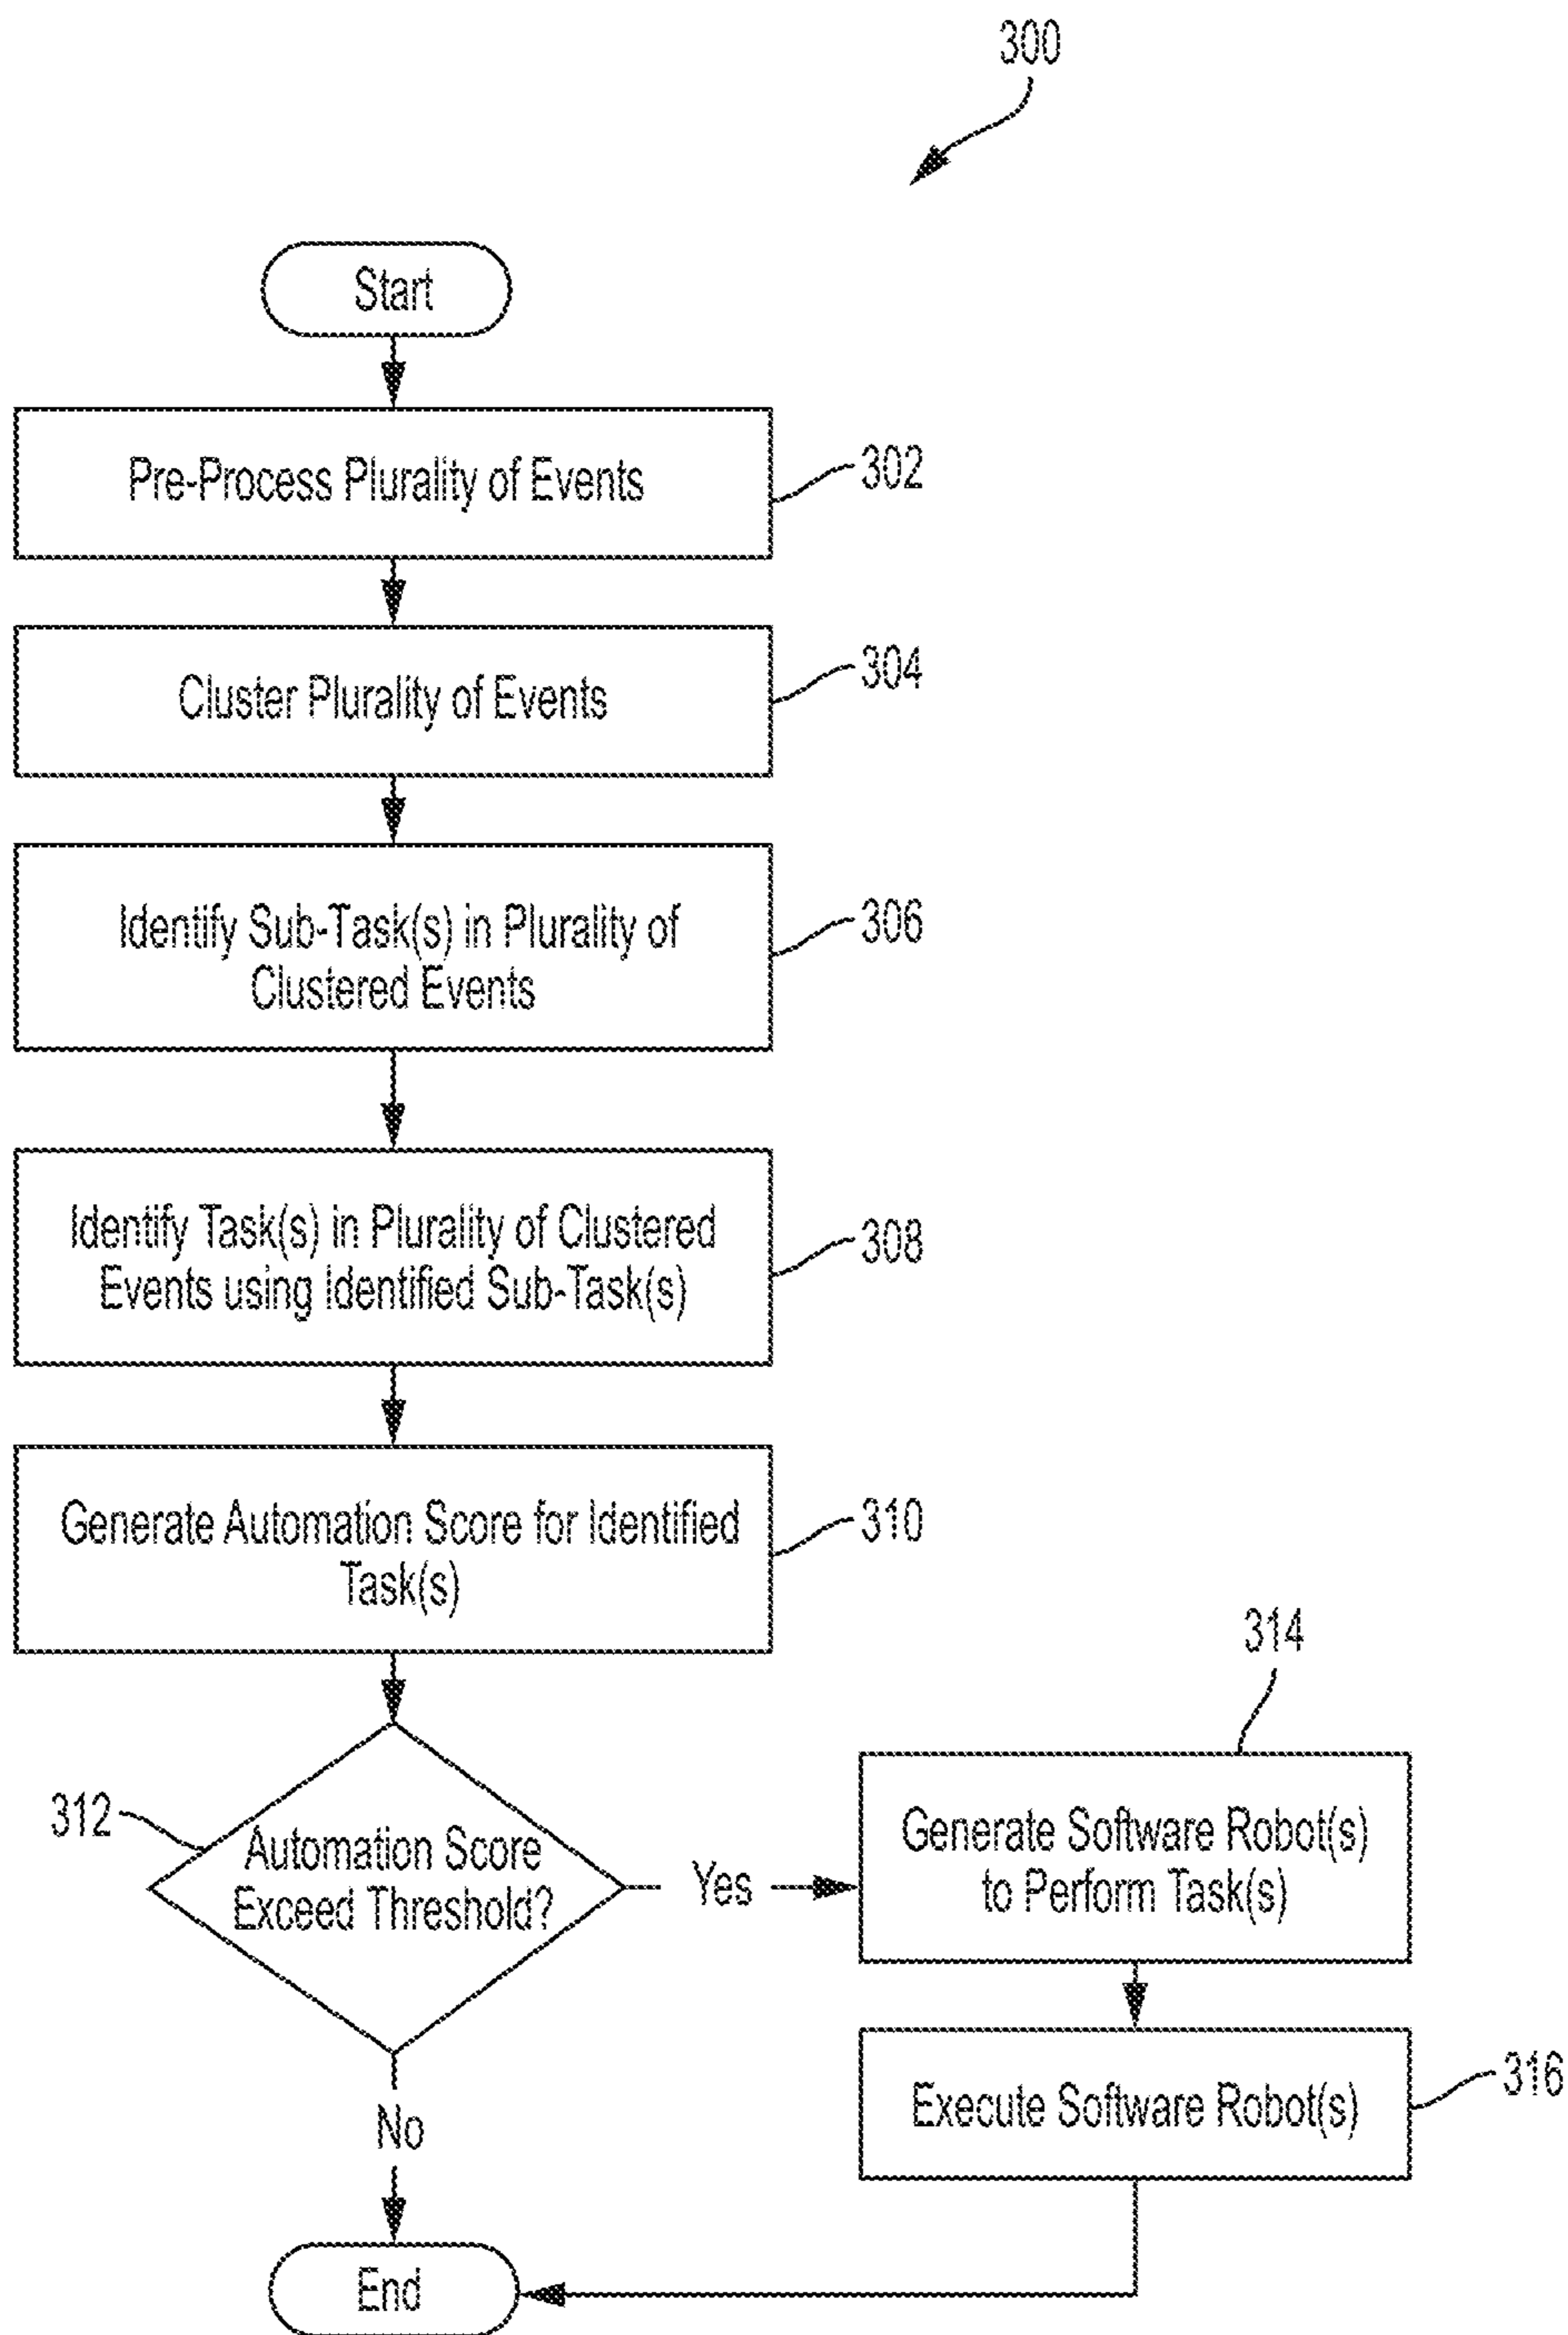 300
Start
Pre-Process Plurality of Events
302
Cluster Plurality of Events
304
Identify Sub-Task(s) in Plurality of
Clustered Events
306
Identify Task(s) in Plurality of Clustered
Events using Identified Sub-Task(s)
308
Generate Automation Score for Identified
Task(s)
310
312
Automation Score
Exceed Threshold?
Yes
314
Generate Software Robot(s)
to Perform Task(s)
Execute Software Robot(s)
316
No
End